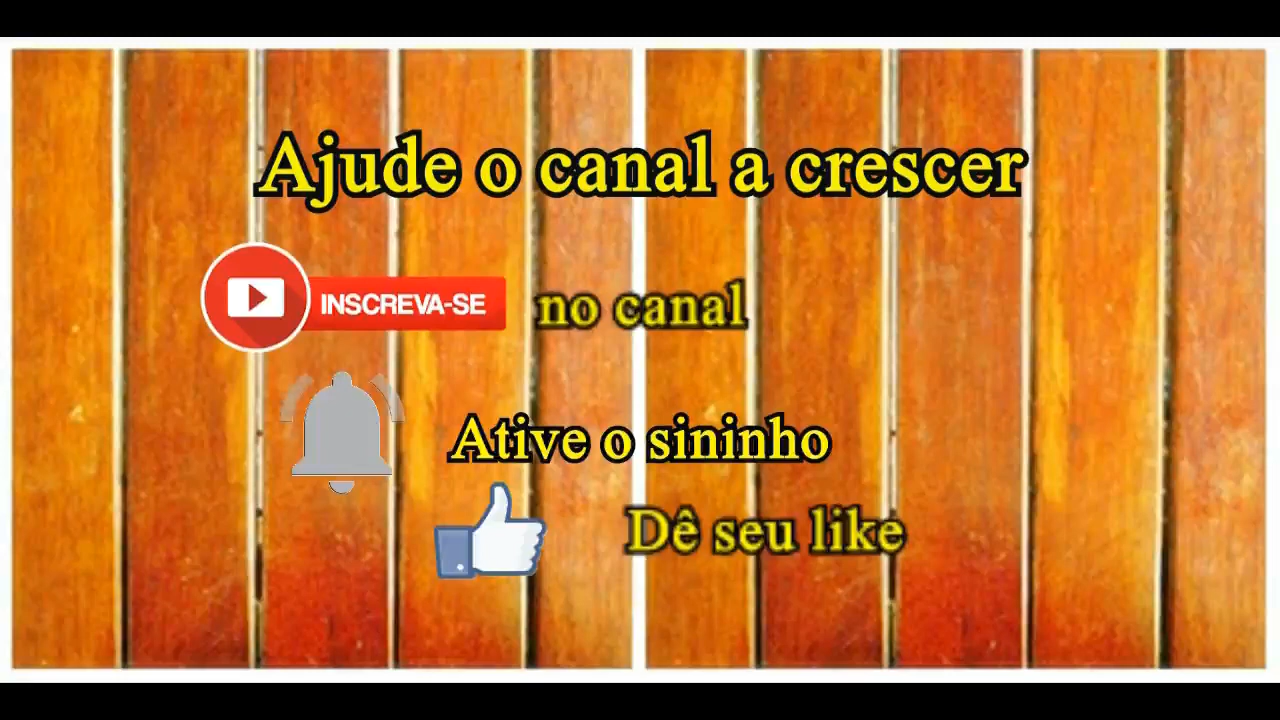 Ajude o canal a crescer
INSCREVA-SE no canal
Ative o sininho
Dê seu like